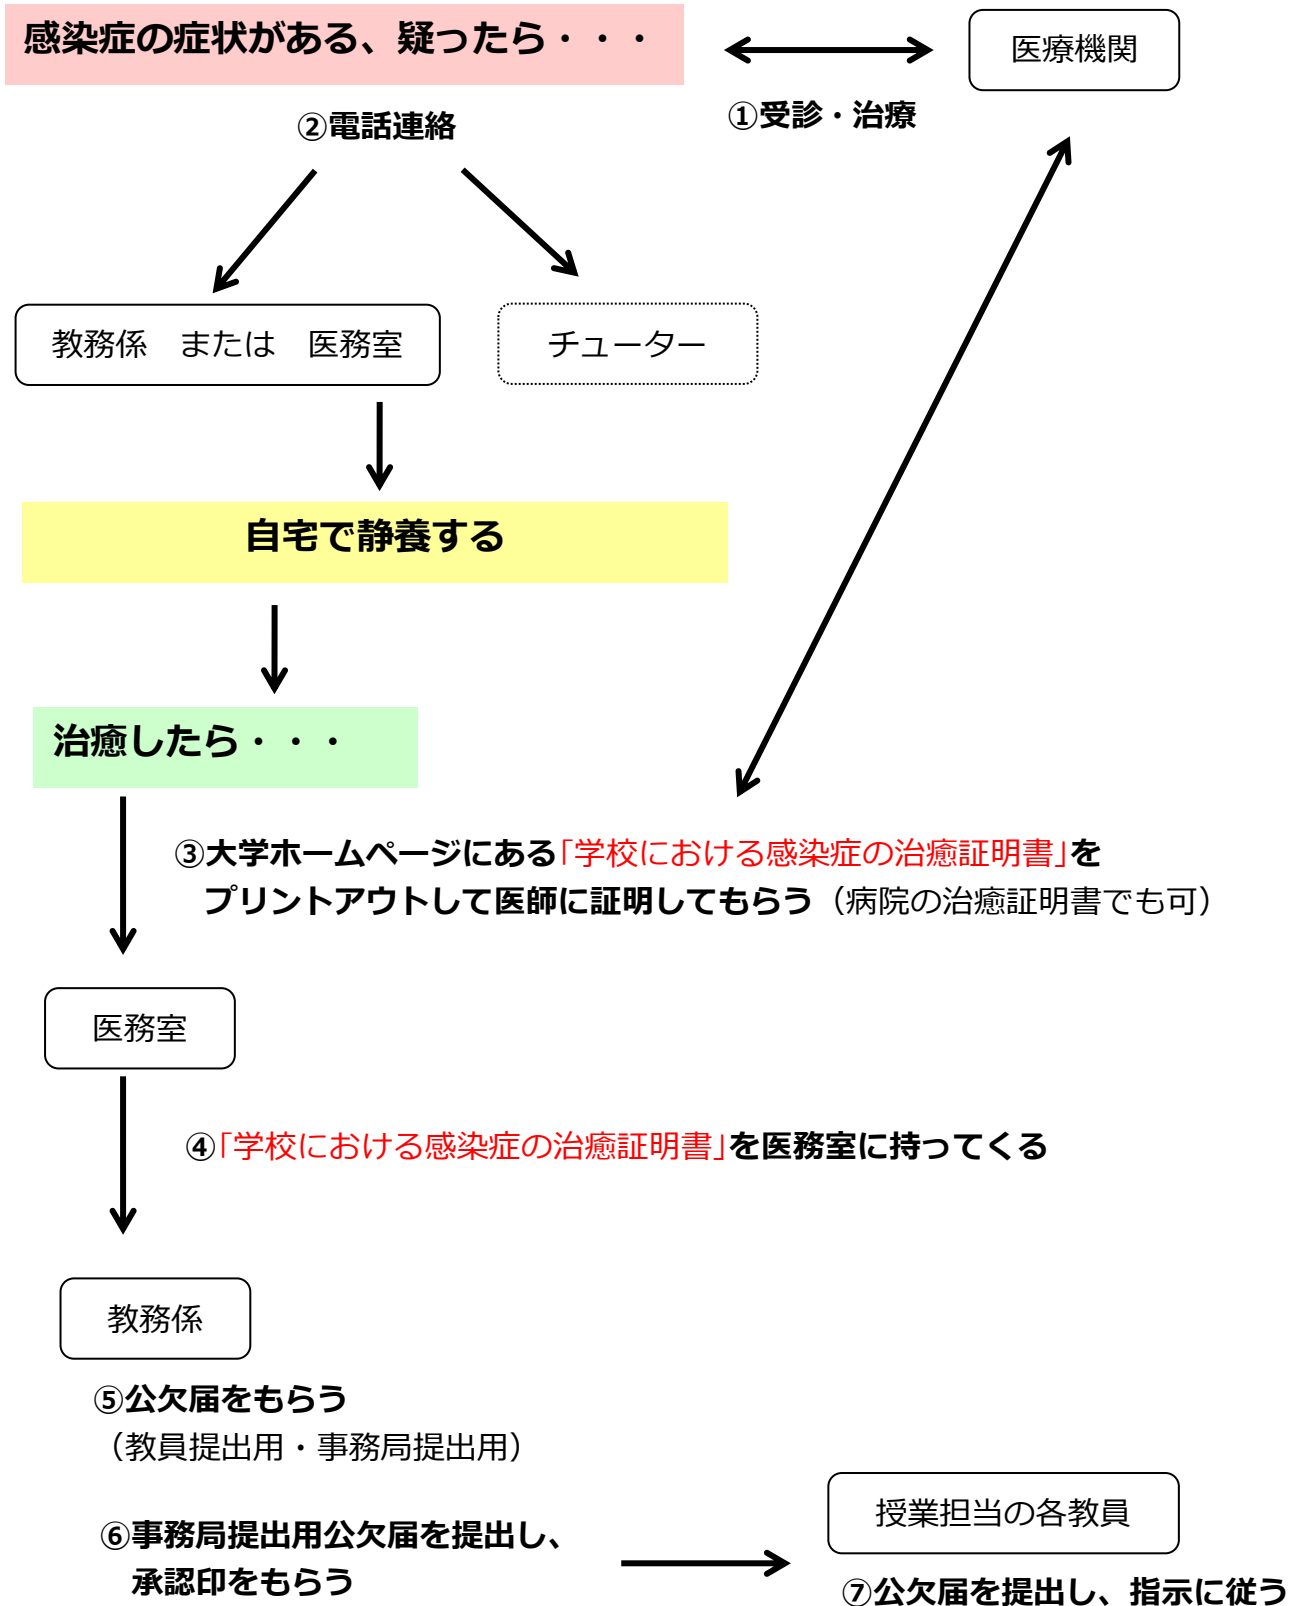 感染症の症状がある、疑ったら・・・
医療機関
①受診・治療
②電話連絡
教務係　または　医務室
チューター
自宅で静養する
治癒したら・・・
③大学ホームページにある「学校における感染症の治癒証明書」を
プリントアウトして医師に証明してもらう（病院の治癒証明書でも可）
医務室
④「学校における感染症の治癒証明書」を医務室に持ってくる
教務係
⑤公欠届をもらう
（教員提出用・事務局提出用）
⑥事務局提出用公欠届を提出し、
承認印をもらう
授業担当の各教員
⑦公欠届を提出し、指示に従う